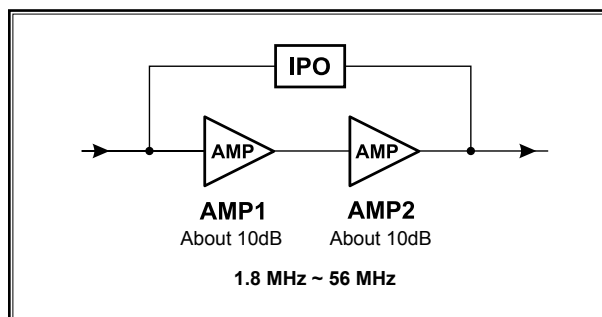 IPO
AMP AMP
AMP1 AMP2
About 10dB About 10dB
1.8 MHz ~ 56 MHz